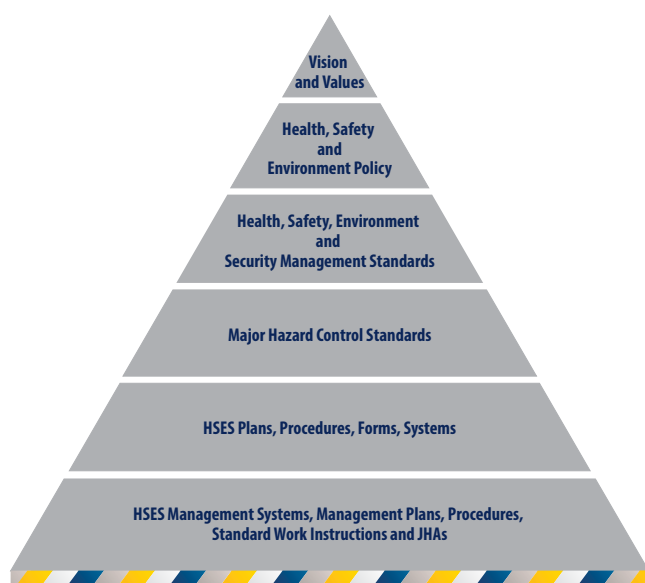 Vision
and Values
Health, Safety
and
Environment Policy
Health, Safety, Environment
and
Security Management Standards
Major Hazard Control Standards
HSES Plans, Procedures, Forms, Systems
HSES Management Systems, Management Plans, Procedures,
Standard Work Instructions and JHAs